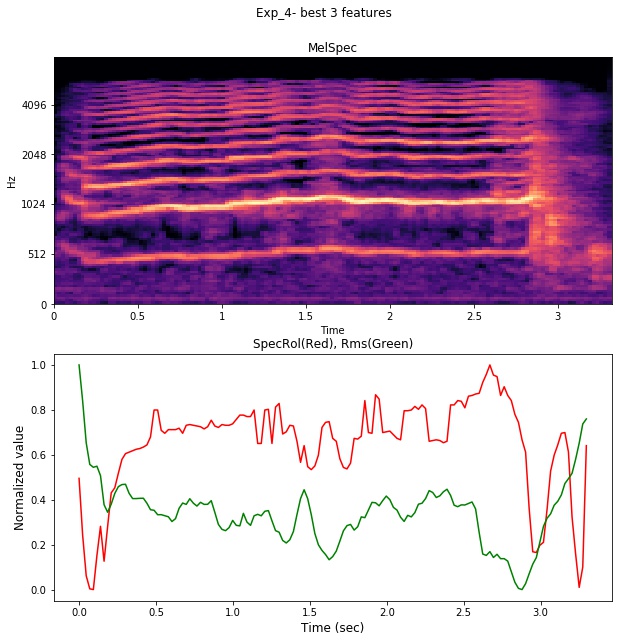 Exp_4- best 3 features
MelSpec
Hz
4096
2048
1024
512
0
0 0.5 1 1.5 2 2.5 3
Time
SpecRol(Red), Rms(Green)
Normalized value
1.0
0.8
0.6
0.4
0.2
0.0
0.0 0.5 1.0 1.5 2.0 2.5 3.0
Time (sec)